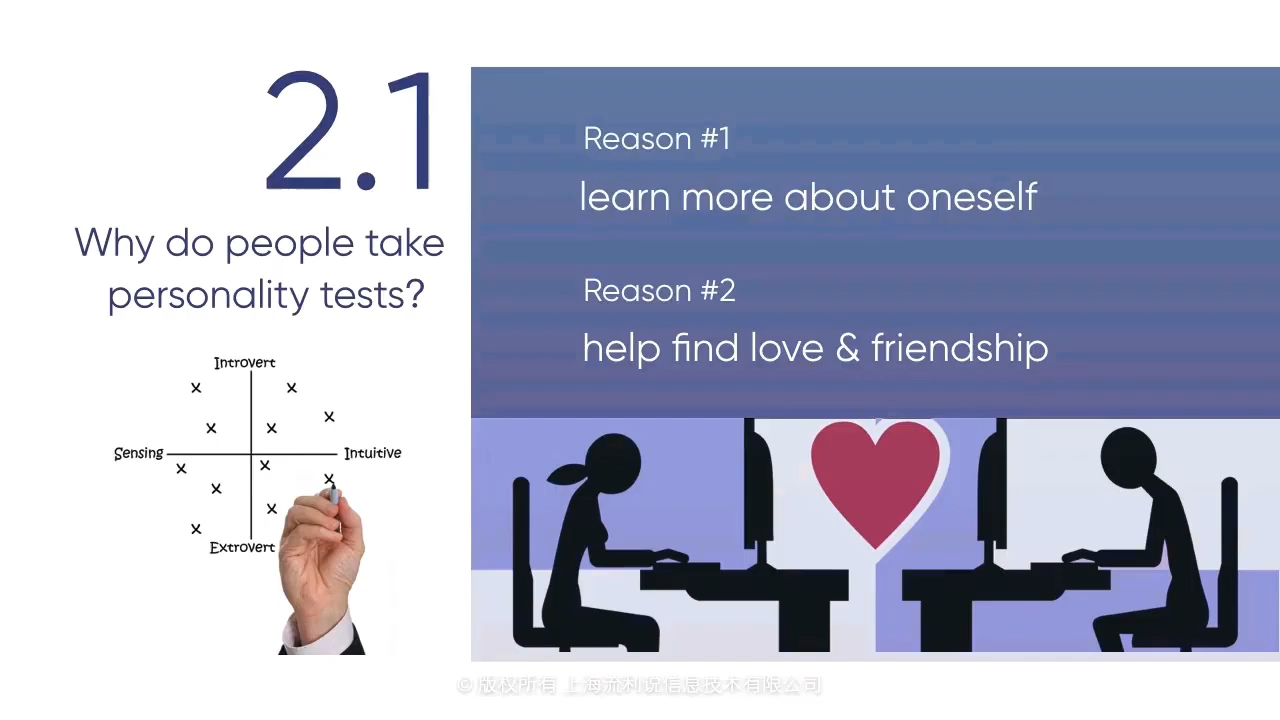 2.1
Why do people take
personality tests?
Introvert
Sensing
Intuitive
Extrovert
Reason #1
learn more about oneself
Reason #2
help find love & friendship
© 版权所有 上海流利说信息技术有限公司